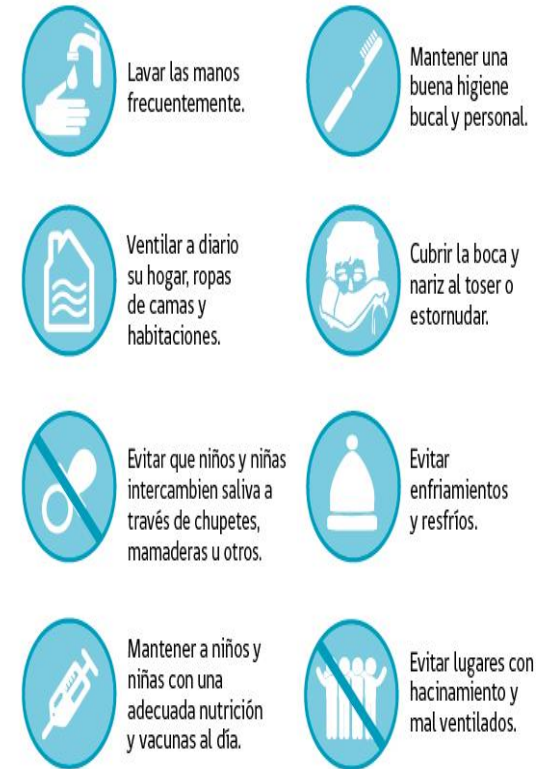 Lavar las manos
frecuentemente.
Mantener una
buena higiene
bucal y personal.
Ventilar a diario
su hogar, ropas
de camas y
habitaciones.
Cubrir la boca y
nariz al toser o
estornudar.
Evitar que niños y niñas
intercambien saliva a
través de chupetes,
mamaderas u otros.
Evitar
enfriamientos
y resfríos.
Mantener a niños y
niñas con una
adecuada nutrición
y vacunas al día.
Evitar lugares con
hacinamiento y
mal ventilados.